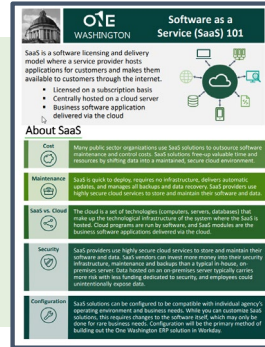 ONE
WASHINGTON
Software as a
Service (SaaS) 101
SaaS is a software licensing and delivery
model where a service provider hosts
applications for customers and makes them
available to customers through the internet.
▪ Licensed on a subscription basis
▪ Centrally hosted on a cloud server
▪ Business software application
delivered via the cloud
About SaaS
Cost
Many public sector organizations use SaaS solutions to outsource software
maintenance and control costs. SaaS solutions free-up valuable time and
resources by shifting data into a maintained, secure cloud environment.
Maintenance
SaaS is quick to deploy, requires no infrastructure, delivers automatic
updates, and manages all backups and data recovery. SaaS providers use
highly secure cloud services to store and maintain their software and data.
SaaS vs. Cloud
The cloud is a set of technologies (computers, servers, databases) that
make up the technological infrastructure of the system where the SaaS is
hosted. Cloud programs are run by software, and SaaS modules are the
business software applications delivered via the cloud.
Security
SaaS providers use highly secure cloud services to store and maintain their
software and data. SaaS vendors can invest more money into their security
infrastructure, maintenance and backups than a typical in house, on-
premises server. Data hosted on an on-premises server typically carries
more risk with less funding dedicated to security, and employees could
unintentionally expose data.
Configuration
SaaS solutions can be configured to be compatible with individual agency's
operating environment and business needs. While you can customize SaaS
solutions, this requires changes to the software itself, which may only be
done for rare business needs. Configuration will be the primary method of
building out the One Washington ERP solution in Workday.